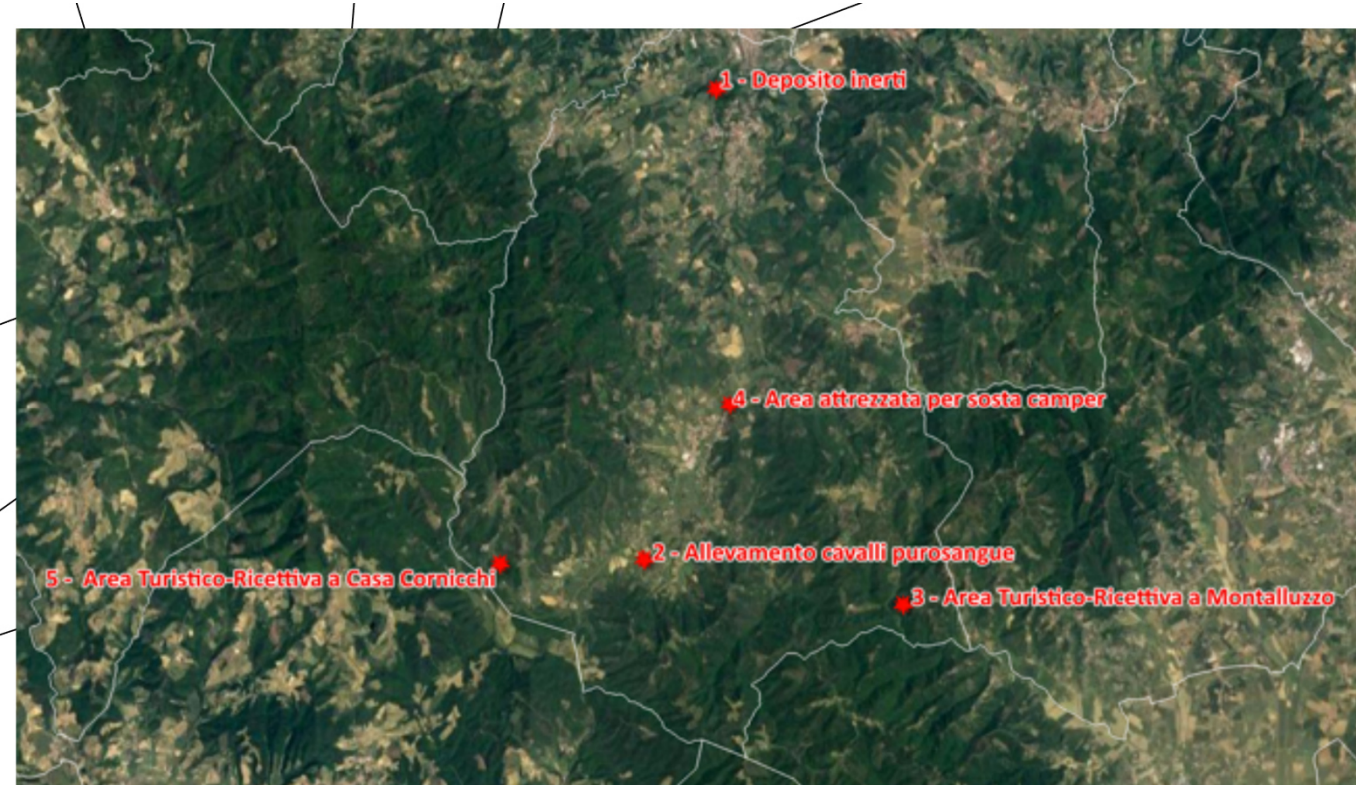 1 - Deposito inerti
4 - Area attrezzata per sosta camper
2 - Allevamento cavalli purosangue
5 - Area Turistico-Ricettiva a Casa Cornicchi
3 - Area Turistico-Ricettiva a Montalluzzo